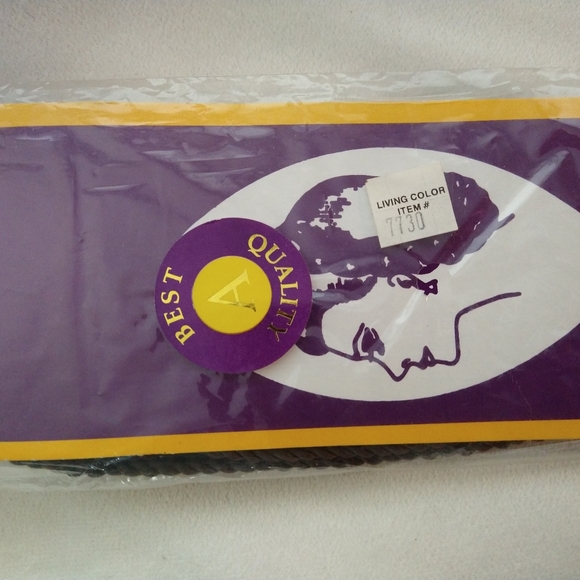 BEST QUALITY
A
LIVING COLOR
ITEM #
7730